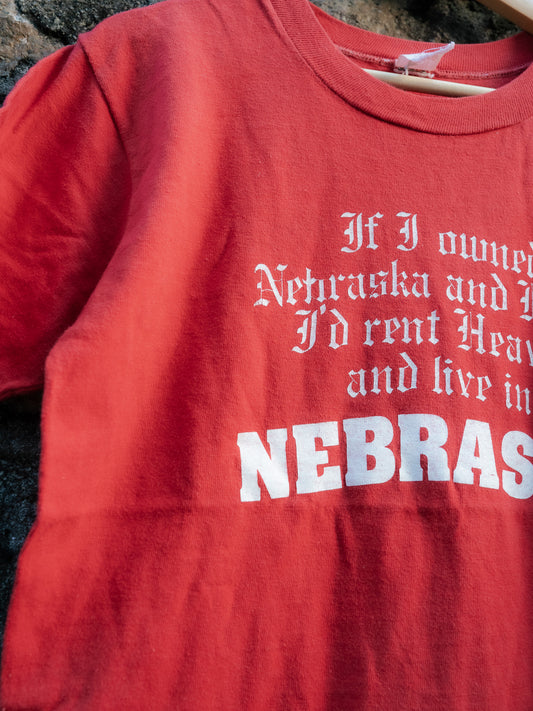 If I owned
Nebraska and
I'd rent Heav
and live in
NEBRAS